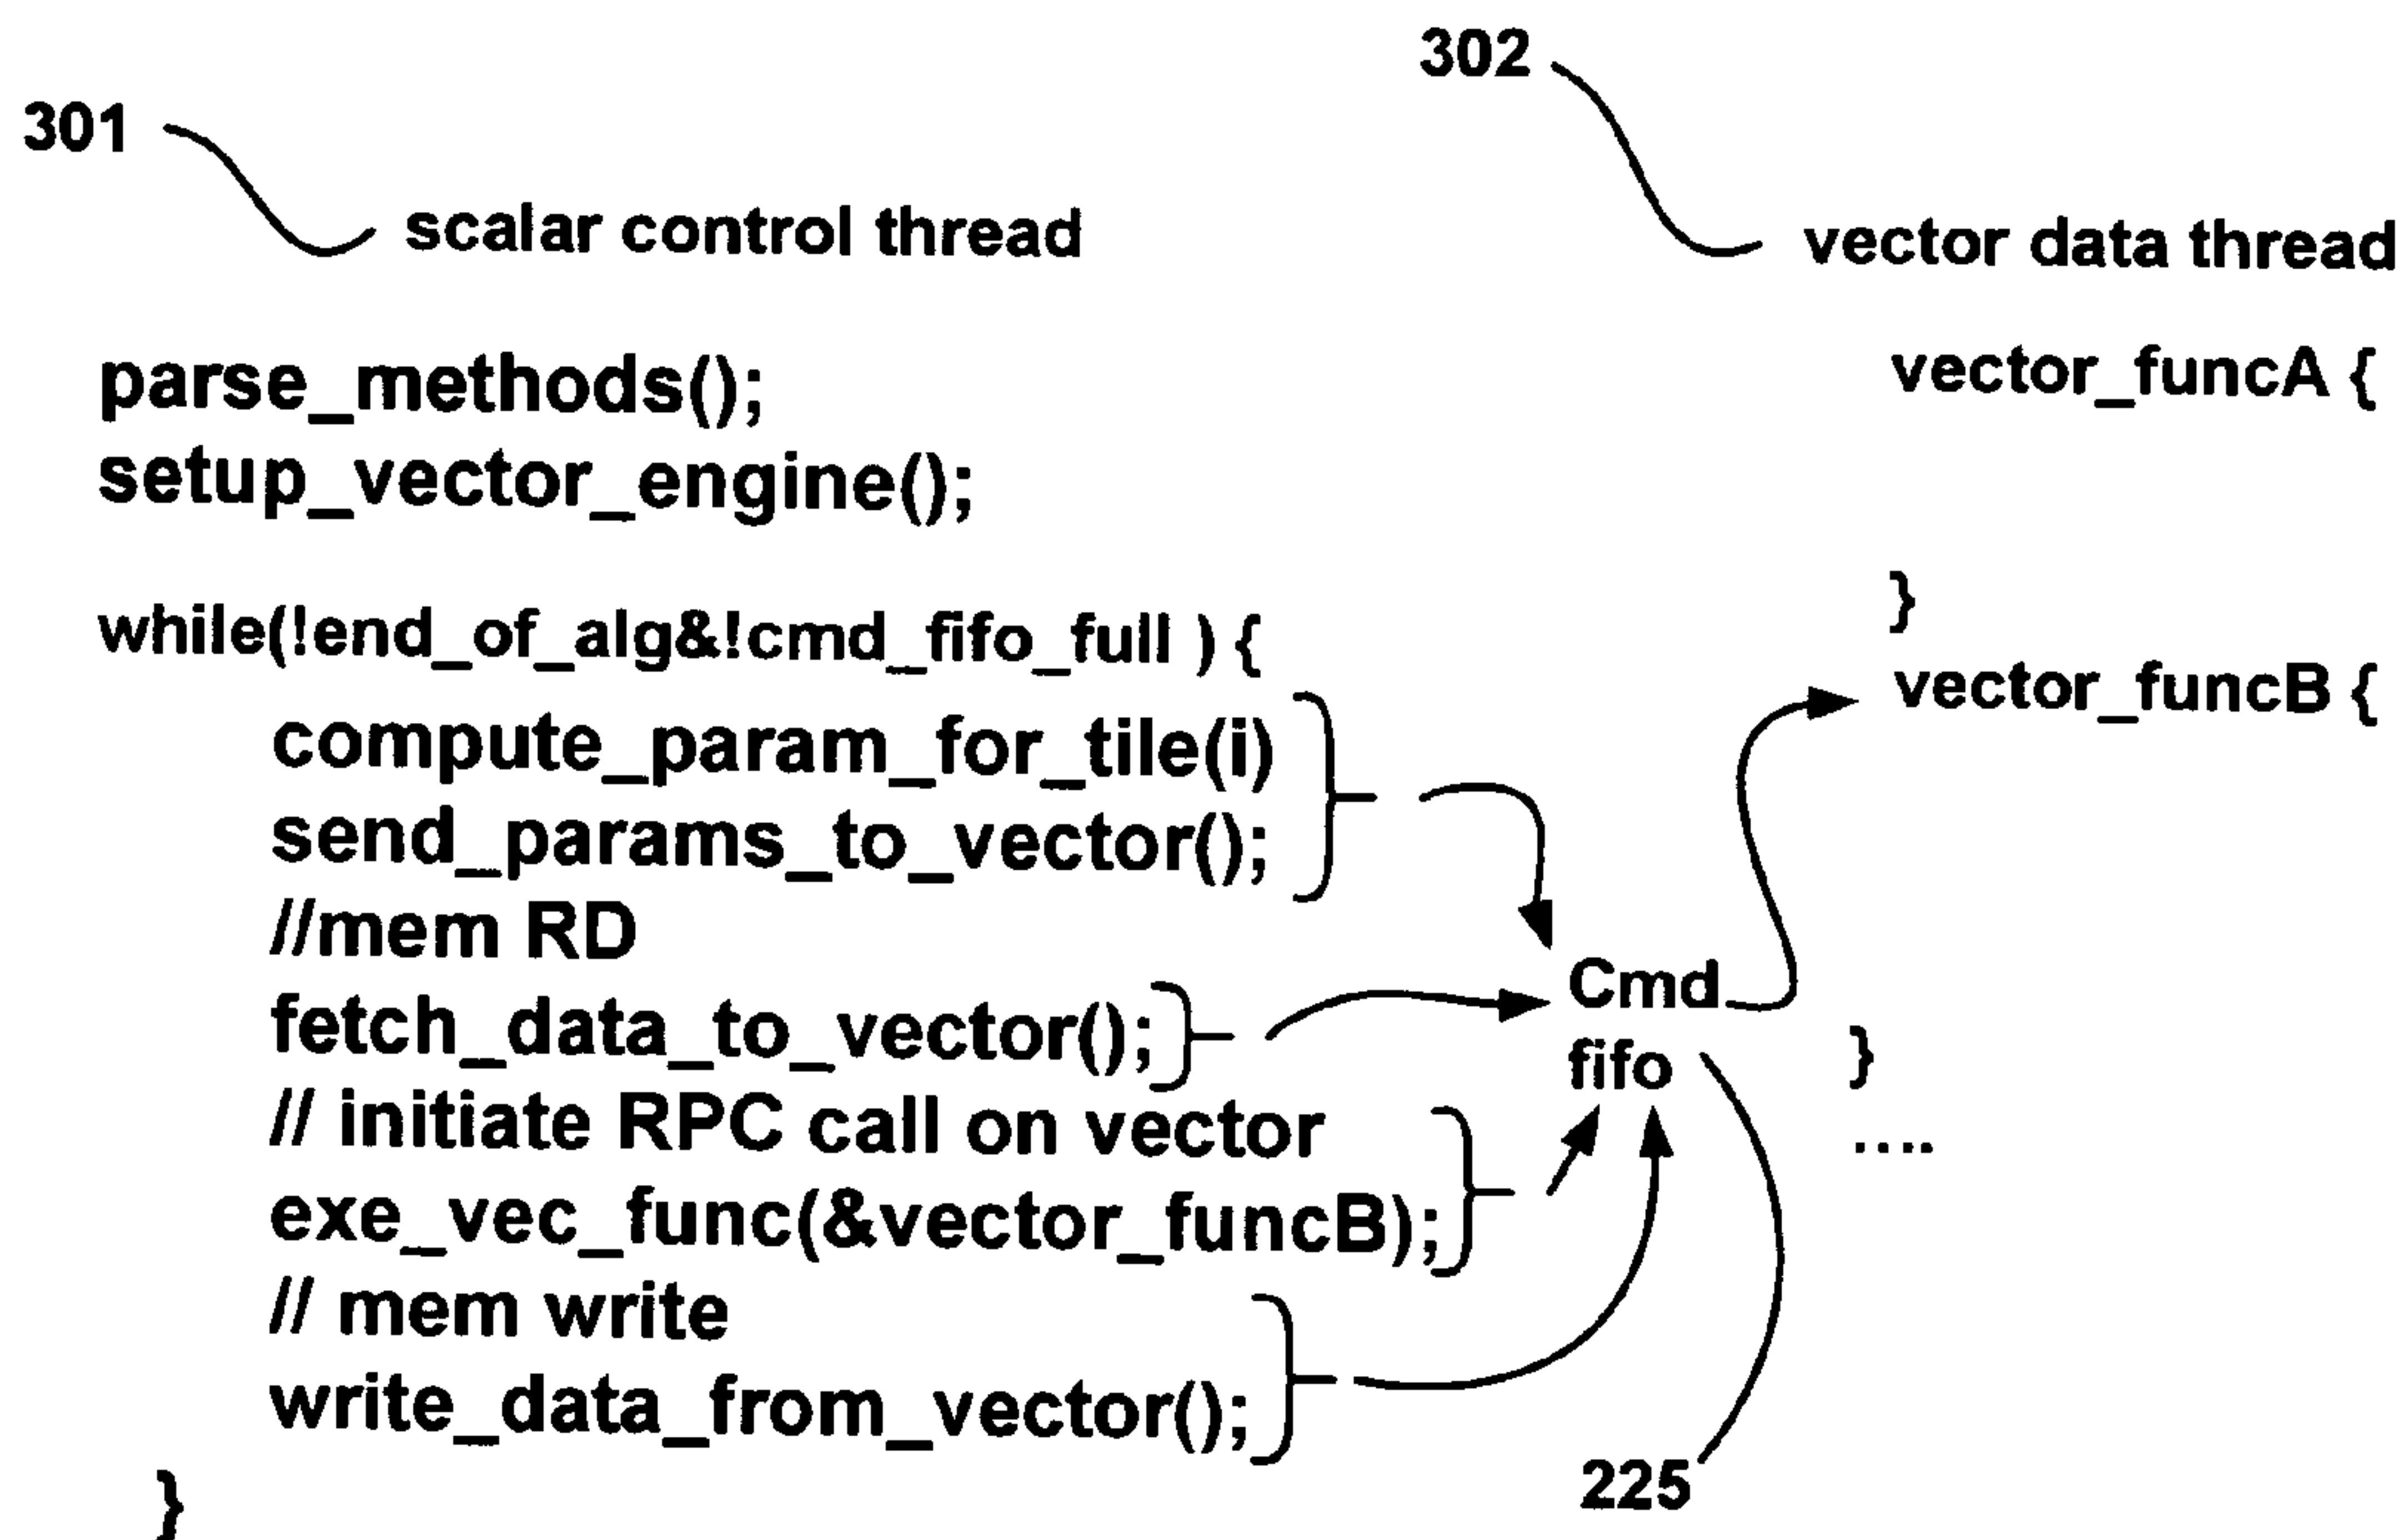 302
301
scalar control thread
vector data thread
parse_methods();
setup_vector_engine();
while(!end_of_alg&!cmd_fifo_full ) {
compute_param_for_tile(i)
send_params_to_vector();
//mem RD
fetch_data_to_vector();
// initiate RPC call on vector
exe_vec_func(&vector_funcB);
// mem write
write_data_from_vector();
}
Cmd
fifo
225
vector_funcA {
}
vector_funcB {
}
....